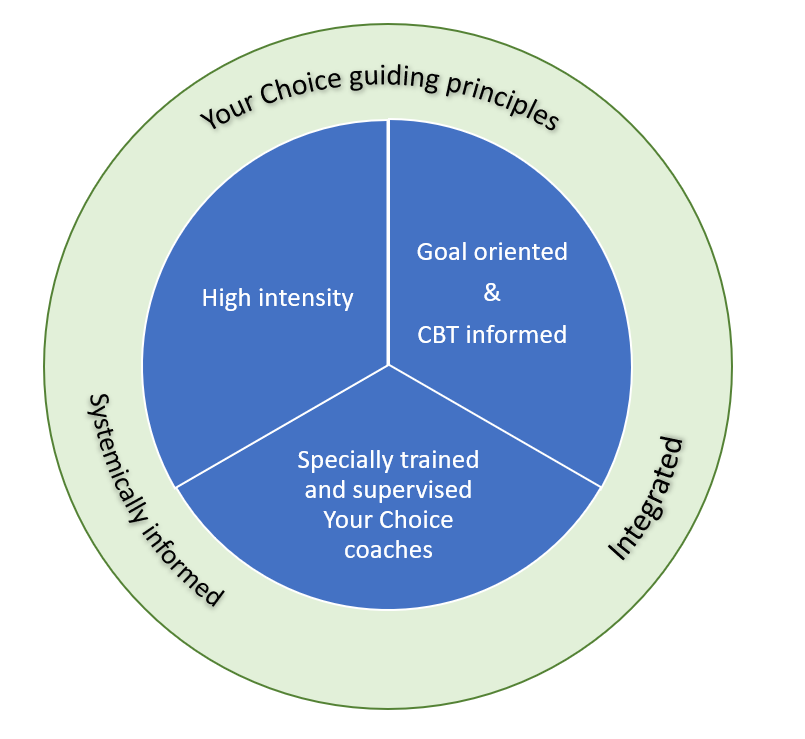 Your Choice guiding principles
High intensity
Goal oriented
&
CBT informed
Specially trained
and supervised
Your Choice
coaches
Systemically informed
Integrated